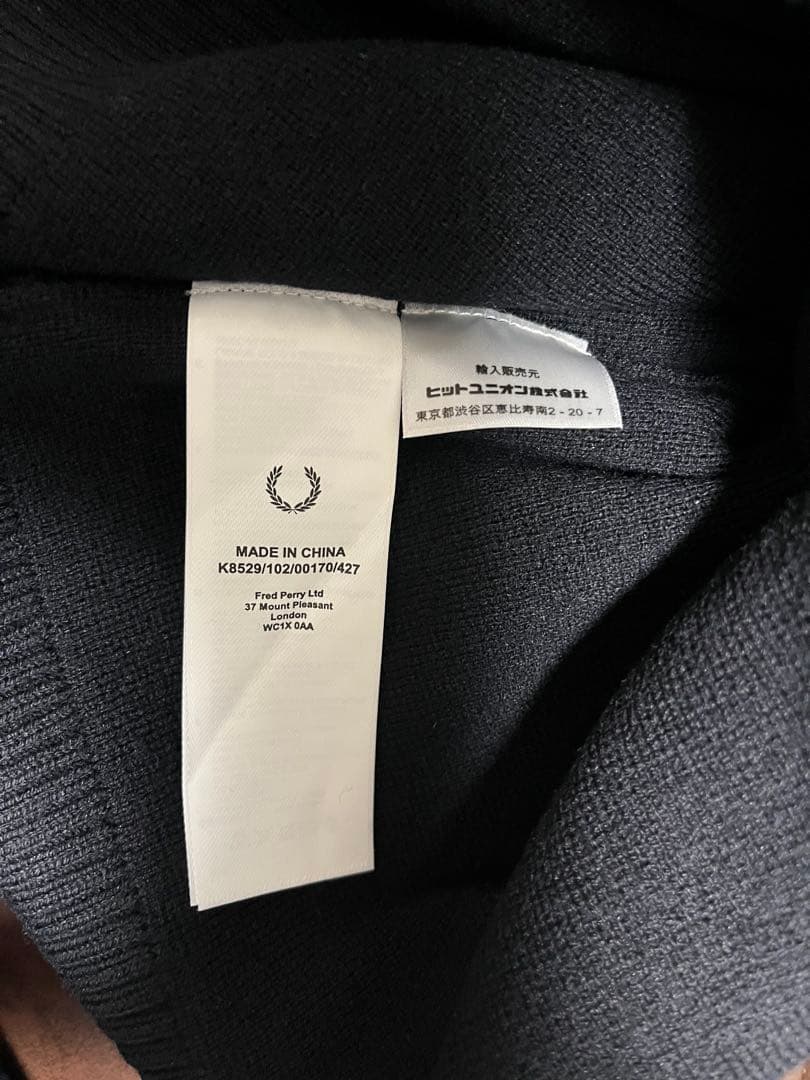 MADE IN CHINA
K8529/102/00170/427
Fred Perry Ltd
37 Mount Pleasant
London
WC1X 0AA
輸入販売元
ヒットユニオン株式会社
東京都渋谷区恵比寿南2-20-7